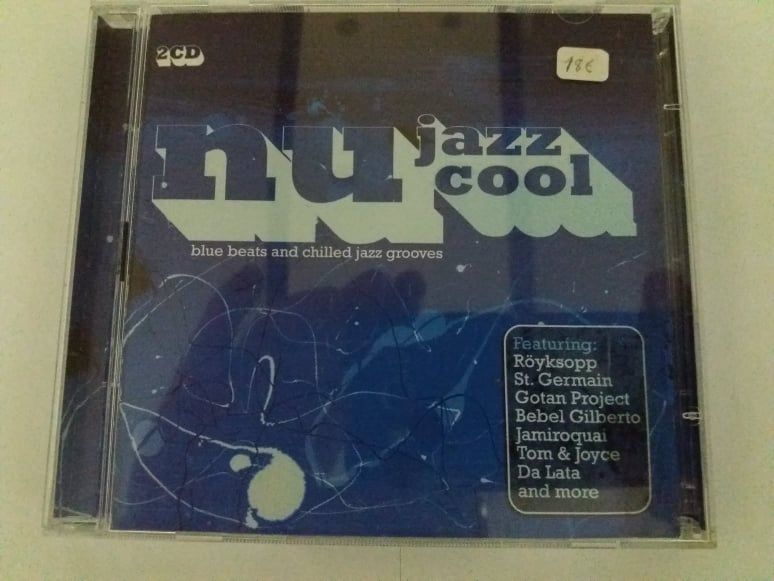 2CD
18€
nu jazz
cool
blue beats and chilled jazz grooves
Featuring:
Röyksopp
St. Germain
Gotan Project
Bebel Gilberto
Jamiroquai
Tom & Joyce
Da Lata
and more